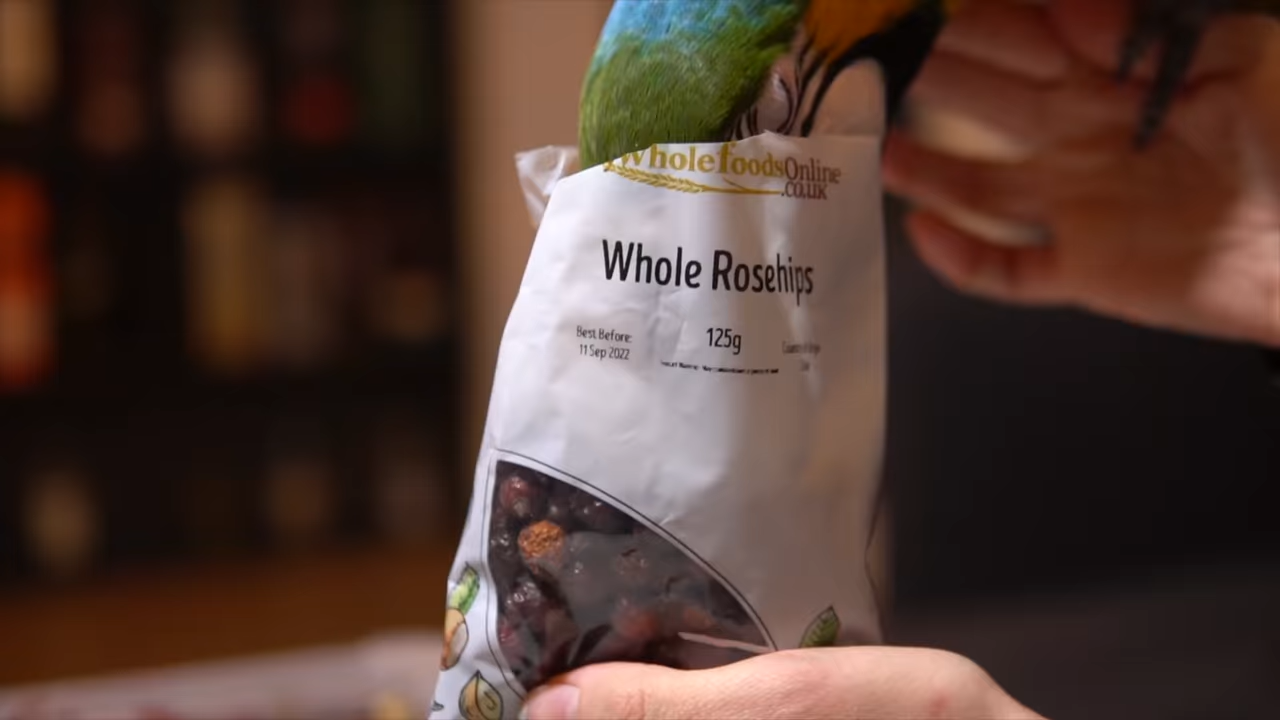 WholefoodsOnline
.CO.UK
Whole Rosehips
Best Before:
11 Sep 2022
125g